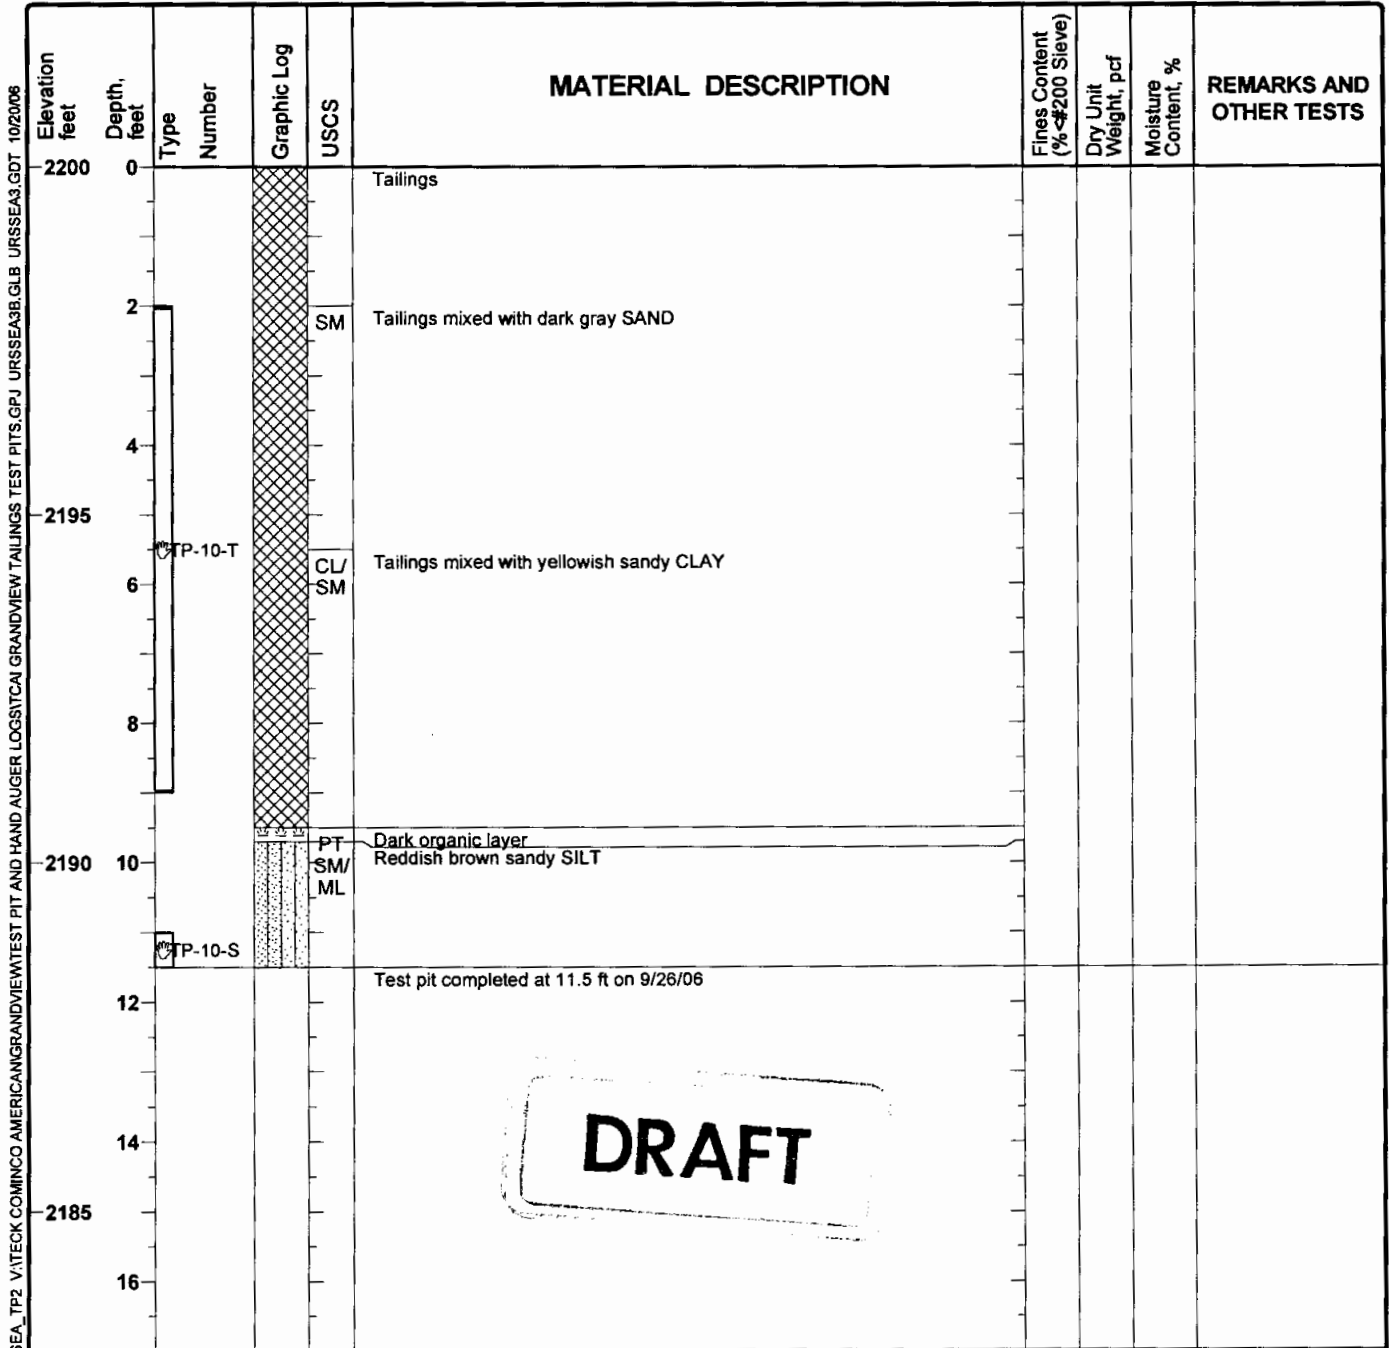 Elevation feet
Depth, feet
Type
Number
Graphic Log
USCS
MATERIAL DESCRIPTION
Fines Content (% <#200 Sieve)
Dry Unit Weight, pcf
Moisture Content, %
REMARKS AND
OTHER TESTS
2200 0
Tailings
2
SM Tailings mixed with dark gray SAND
4
2195
TP-10-T
CL/ Tailings mixed with yellowish sandy CLAY
6 SM
8
PT Dark organic layer
2190 10 SM/ Reddish brown sandy SILT
ML
TP-10-S
Test pit completed at 11.5 ft on 9/26/06
12
14
DRAFT
2185
16
SEA_TP2 V:\TECK COMINCO AMERICAN\GRANDVIEW\TEST PIT AND HAND AUGER LOGS\TCAI GRANDVIEW TAILINGS TEST PITS.GPJ URSSEA3B.GLB URSSEA3.GDT 10/20/06